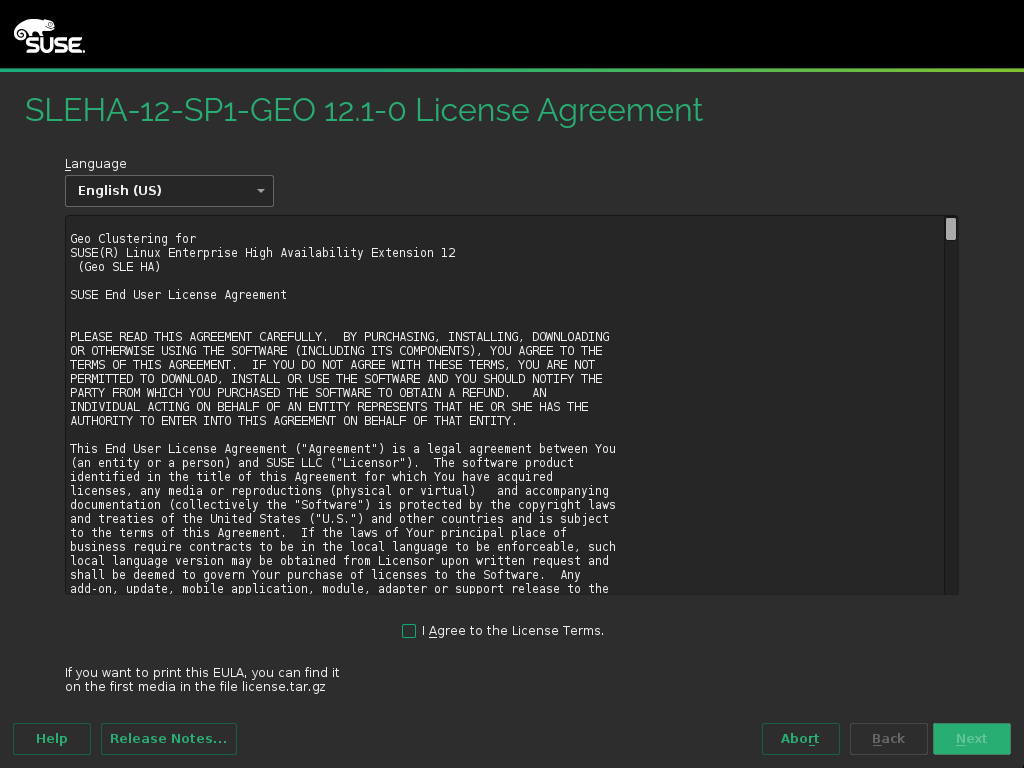 SUSE
SLEHA-12-SP1-GEO 12.1-0 License Agreement
Language
English (US)
Geo Clustering for
SUSE(R) Linux Enterprise High Availability Extension 12
(Geo SLE HA)
SUSE End User License Agreement
PLEASE READ THIS AGREEMENT CAREFULLY.  BY PURCHASING, INSTALLING, DOWNLOADING
OR OTHERWISE USING THE SOFTWARE (INCLUDING ITS COMPONENTS), YOU AGREE TO THE
TERMS OF THIS AGREEMENT.  IF YOU DO NOT AGREE WITH THESE TERMS, YOU ARE NOT
PERMITTED TO DOWNLOAD, INSTALL OR USE THE SOFTWARE AND YOU SHOULD NOTIFY THE
PARTY FROM WHICH YOU PURCHASED THE SOFTWARE TO OBTAIN A REFUND.   AN
INDIVIDUAL ACTING ON BEHALF OF AN ENTITY REPRESENTS THAT HE OR SHE HAS THE
AUTHORITY TO ENTER INTO THIS AGREEMENT ON BEHALF OF THAT ENTITY.
This End User License Agreement ("Agreement") is a legal agreement between You
(an entity or a person) and SUSE LLC ("Licensor").  The software product
identified in the title of this Agreement for which You have acquired
licenses, any media or reproductions (physical or virtual)   and accompanying
documentation (collectively the "Software") is protected by the copyright laws
and treaties of the United States ("U.S.") and other countries and is subject
to the terms of this Agreement.  If the laws of Your principal place of
business require contracts to be in the local language to be enforceable, such
local language version may be obtained from Licensor upon written request and
shall be deemed to govern Your purchase of licenses to the Software.  Any
add-on, update, mobile application, module, adapter or support release to the
I Agree to the License Terms.
If you want to print this EULA, you can find it
on the first media in the file license.tar.gz
Help
Release Notes...
Abort
Back
Next